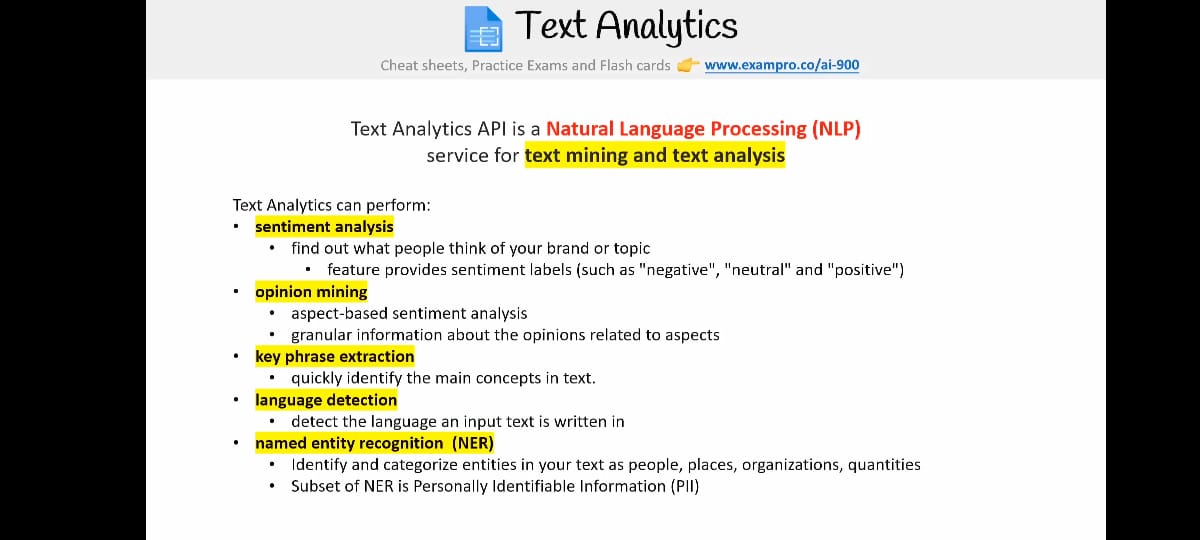 Text Analytics
Cheat sheets, Practice Exams and Flash cards 👉 www.exampro.co/ai-900
Text Analytics API is a Natural Language Processing (NLP)
service for text mining and text analysis
Text Analytics can perform:
• sentiment analysis
• find out what people think of your brand or topic
• feature provides sentiment labels (such as "negative", "neutral" and "positive")
• opinion mining
• aspect-based sentiment analysis
• granular information about the opinions related to aspects
• key phrase extraction
• quickly identify the main concepts in text.
• language detection
• detect the language an input text is written in
• named entity recognition (NER)
• Identify and categorize entities in your text as people, places, organizations, quantities
• Subset of NER is Personally Identifiable Information (PII)